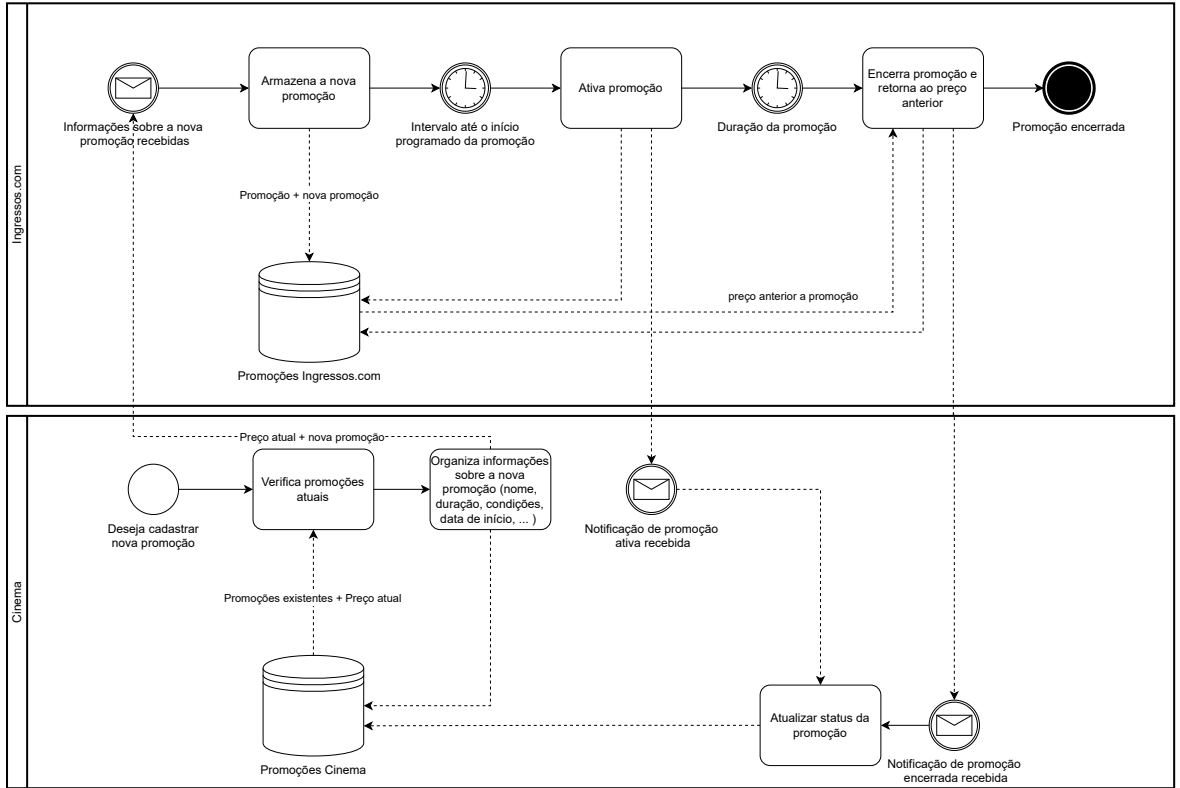 Ingressos.com
Armazena a nova
promoção
Ativa promoção
Encerra promoção e
retorna ao preço
anterior
Informações sobre a nova
promoção recebidas
Intervalo até o início
programado da promoção
Duração da promoção
Promoção encerrada
Promoção + nova promoção
preço anterior a promoção
Promoções Ingressos.com
Cinema
Preço atual + nova promoção
Verifica promoções
atuais
Organiza informações
sobre a nova
promoção (nome,
duração, condições,
data de início, ... )
Deseja cadastrar
nova promoção
Notificação de promoção
ativa recebida
Promoções existentes + Preço atual
Atualizar status da
promoção
Promoções Cinema
Notificação de promoção
encerrada recebida